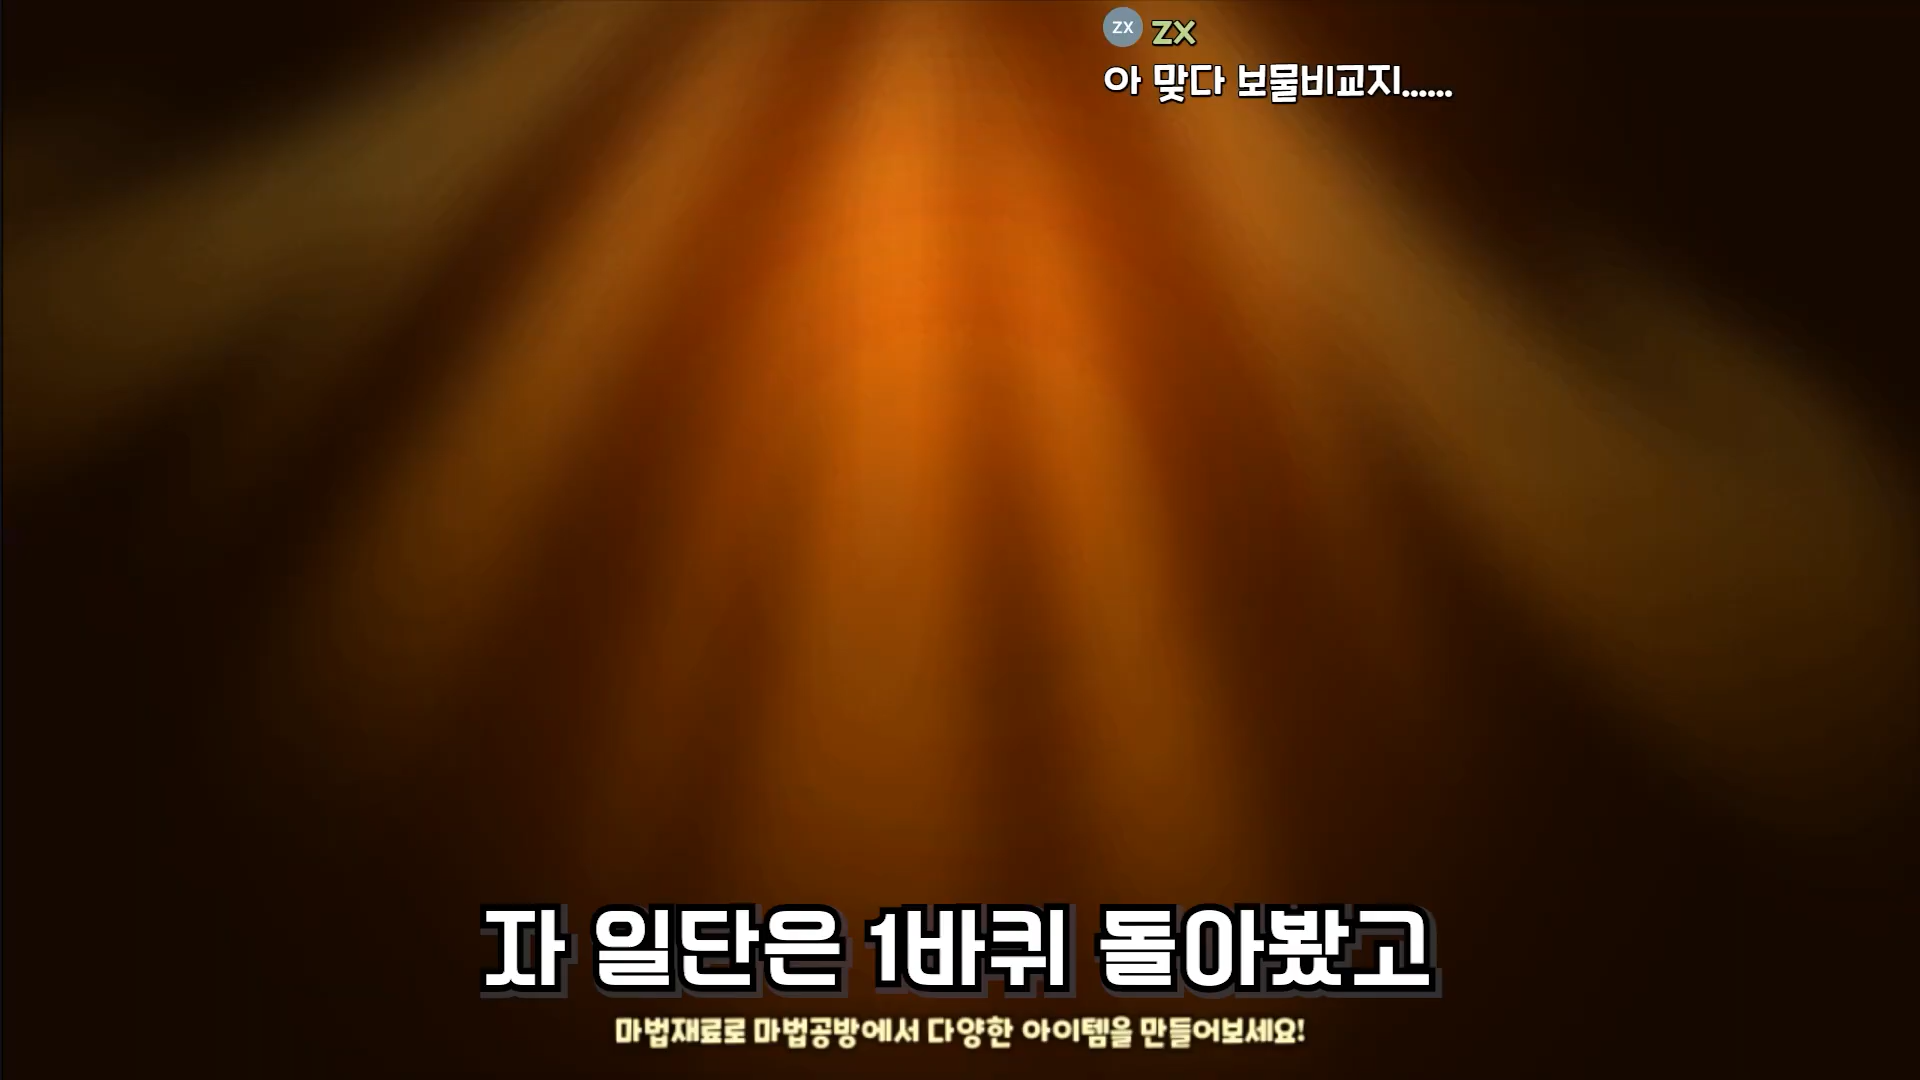 ZX ZX
아 맞다 보물비교지......
자 일단은 1바퀴 돌아봤고
마법재료로 마법공방에서 다양한 아이템을 만들어보세요!